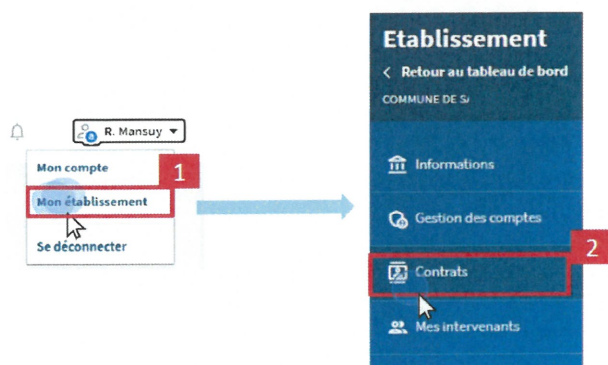 R. Mansuy
Mon compte
1
Mon établissement
Se déconnecter
Etablissement
< Retour au tableau de bord
COMMUNE DE
Informations
Gestion des comptes
2
Contrats
Mes intervenants